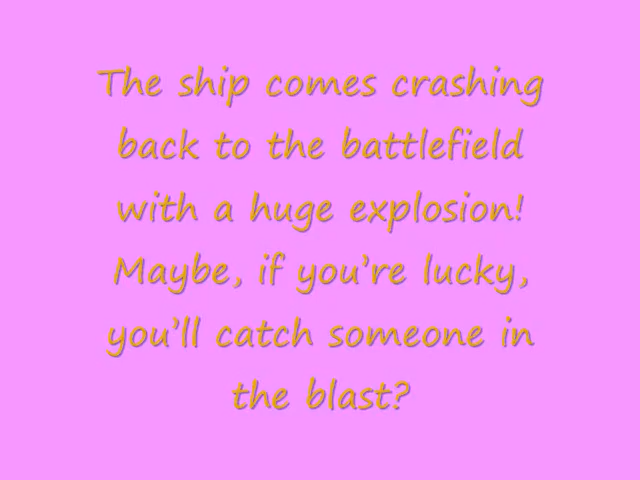 The ship comes crashing
back to the battlefield
with a huge explosion!
Maybe, if you’re lucky,
you’ll catch someone in
the blast?